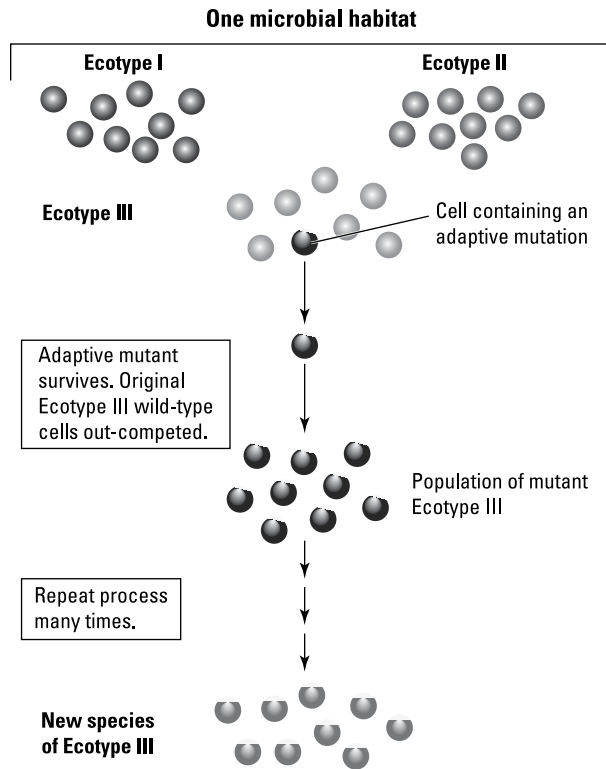 One microbial habitat
Ecotype I
Ecotype II
Ecotype III
Cell containing an
adaptive mutation
Adaptive mutant
survives. Original
Ecotype III wild-type
cells out-competed.
Population of mutant
Ecotype III
Repeat process
many times.
New species
of Ecotype III